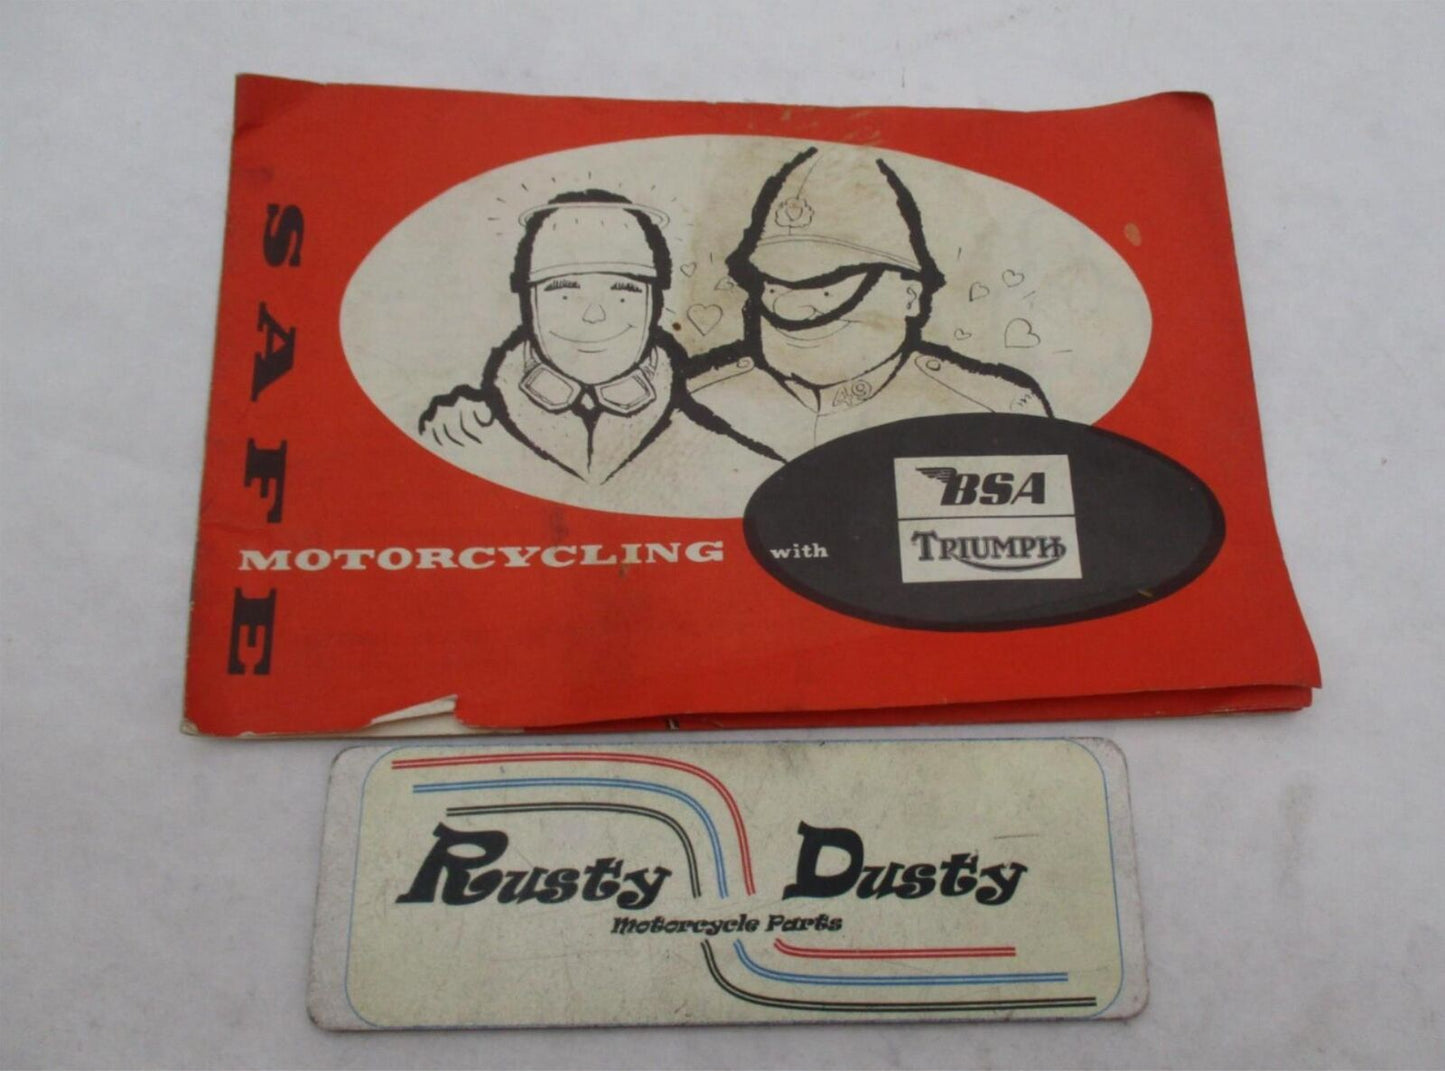 SAFE
MOTORCYCLING with
BSA
TRIUMPH
49
Rusty Dusty
Motorcycle Parts